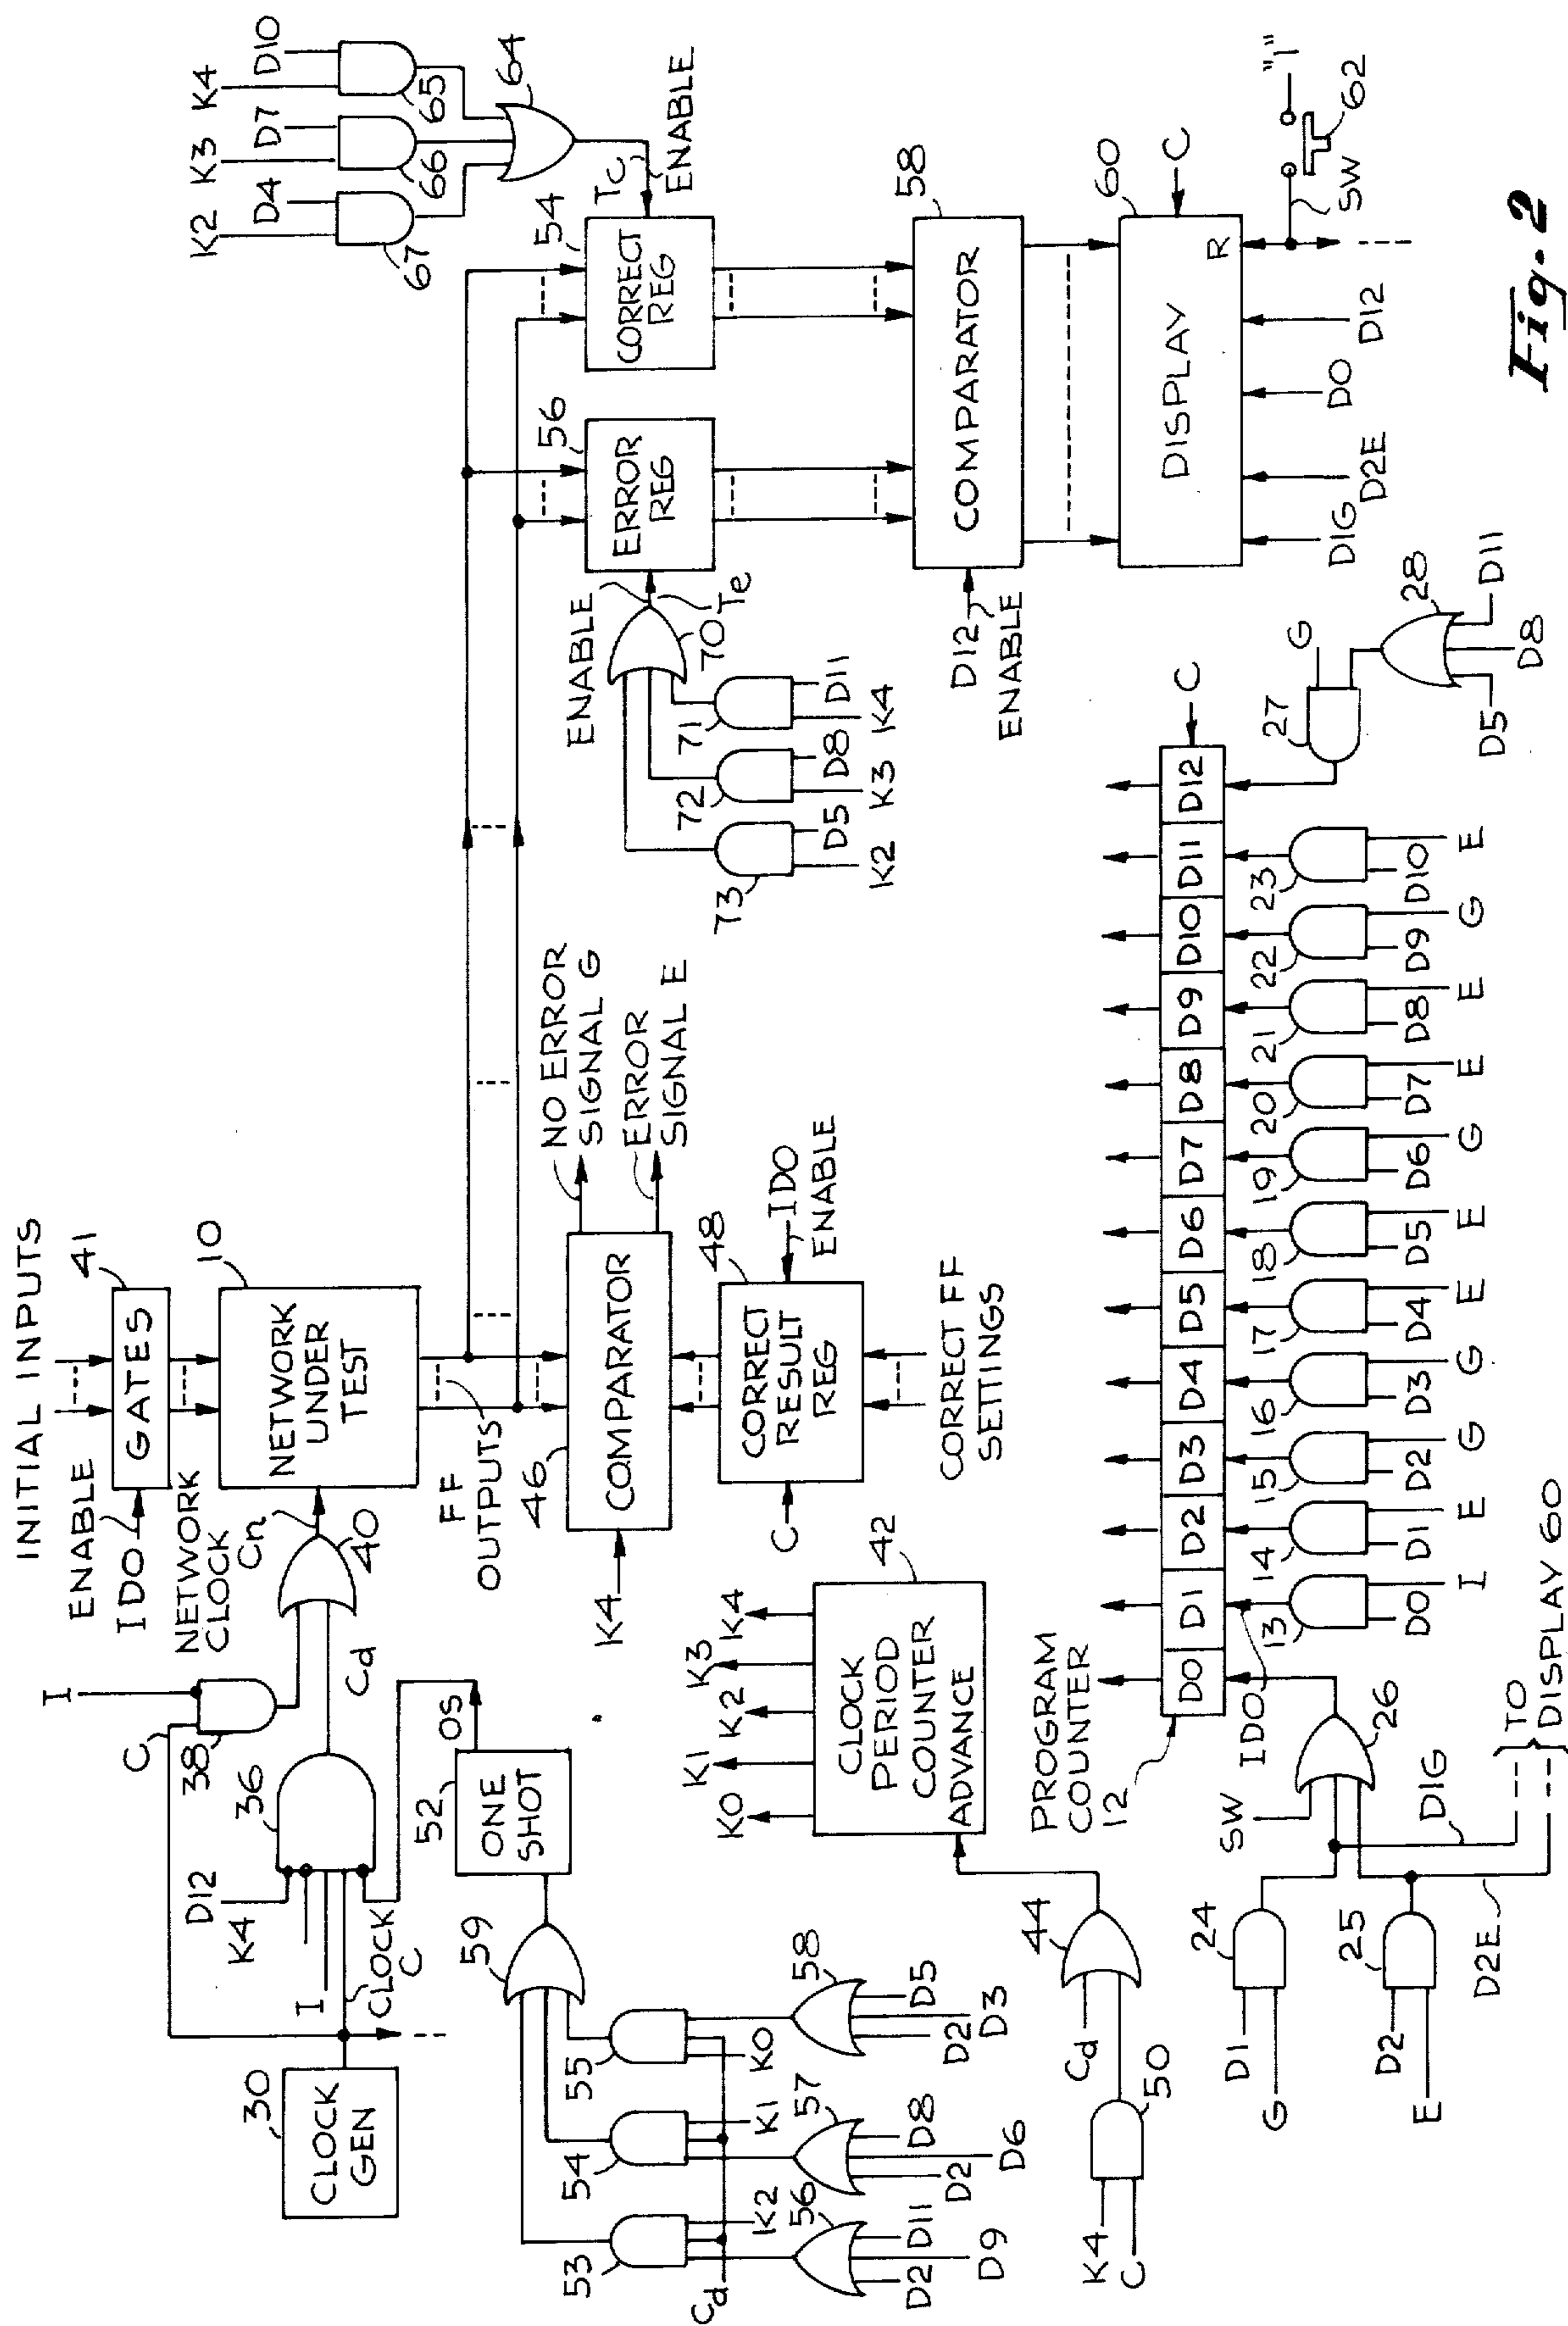 INITIAL INPUTS
ENABLE
IDO
GATES
41
NETWORK
CLOCK
Cn
NETWORK
UNDER
TEST
10
I
C
38
40
Cd
36
D12
K4
I
CLOCK
C
30
CLOCK
GEN
OS
52
ONE
SHOT
59
55
54
53
K0
K1
K2
Cd
58
57
56
D2
D3
D5
D2
D6
D8
D2
D9
D11
FF
OUTPUTS
46
COMPARATOR
K4
NO ERROR
SIGNAL G
ERROR
SIGNAL E
CORRECT
RESULT
REG
48
IDO
ENABLE
C
CORRECT FF
SETTINGS
K0
K1
K2
K3
K4
42
CLOCK
PERIOD
COUNTER
ADVANCE
44
Cd
50
K4
C
K2
D4
K3
D7
K4
D10
67
66
65
64
Tc
ENABLE
54
CORRECT
REG
56
ERROR
REG
ENABLE
Te
70
71
72
73
K2
D5
K3
D8
K4
D11
58
COMPARATOR
D12
ENABLE
60
DISPLAY
R
C
D1G
D2E
D0
D12
SW
"1"
62
PROGRAM
COUNTER
12
D0
D1
D2
D3
D4
D5
D6
D7
D8
D9
D10
D11
D12
C
IDO
13
14
15
16
17
18
19
20
21
22
23
D0
I
D1
E
D2
G
D3
G
D4
E
D5
E
D6
G
D7
E
D8
E
D9
G
D10
E
27
G
28
D5
D8
D11
SW
26
24
D1
G
25
D2
E
D1G
D2E
TO
DISPLAY 60
Fig. 2